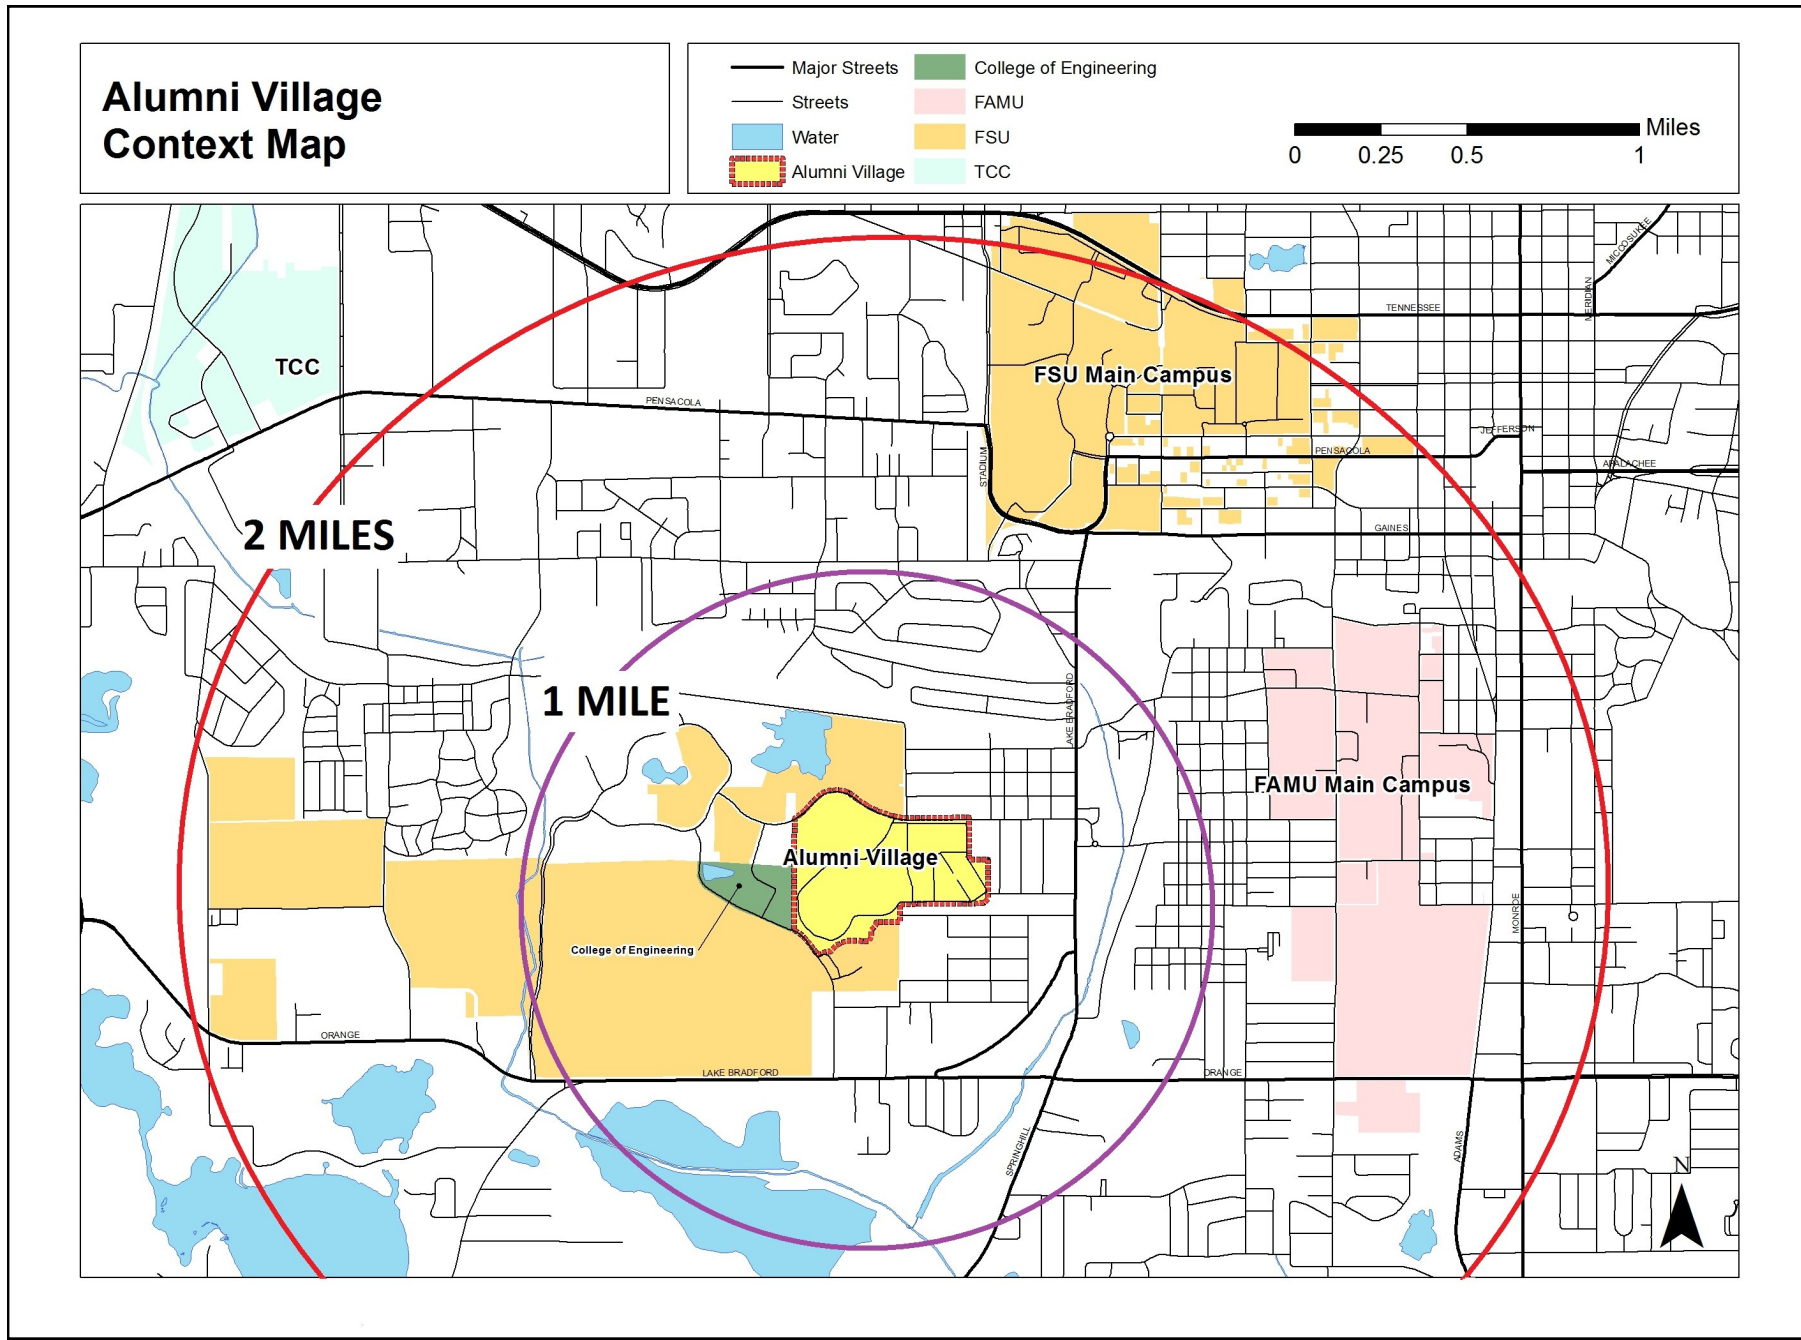 Alumni Village
Context Map
Major Streets
Streets
Water
Alumni Village
College of Engineering
FAMU
FSU
TCC
Miles
0 0.25 0.5 1
MICCOSUKEE
MERIDIAN
TENNESSEE
TCC
FSU Main Campus
PENSACOLA
JEFFERSON
PENSACOLA
APALACHEE
STADIUM
2 MILES
GAINES
1 MILE
LAKE BRADFORD
FAMU Main Campus
Alumni Village
MONROE
College of Engineering
ORANGE
LAKE BRADFORD
ORANGE
SPRINGHILL
ADAMS
N